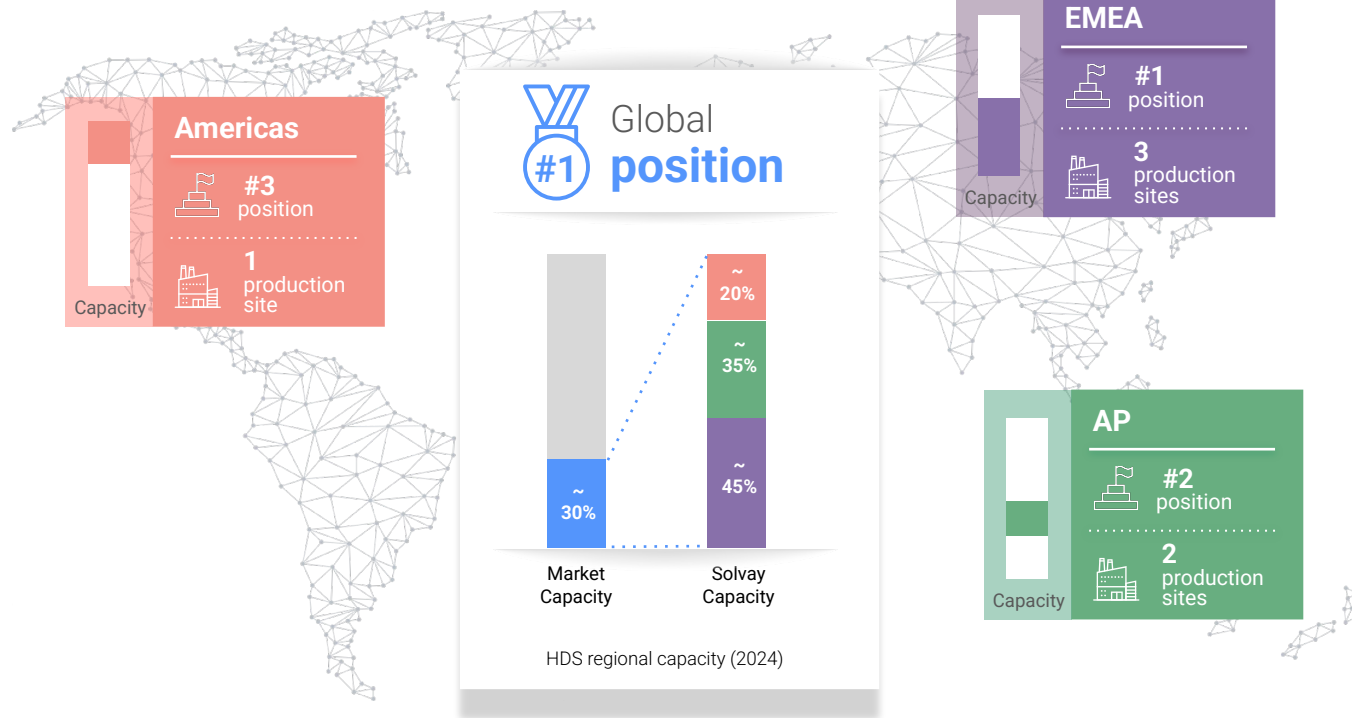 Americas
#3
position
1
production
site
Capacity
#1
Global
position
~
30%
~
20%
~
35%
~
45%
Market
Capacity
Solvay
Capacity
HDS regional capacity (2024)
EMEA
#1
position
3
production
sites
Capacity
AP
#2
position
2
production
sites
Capacity